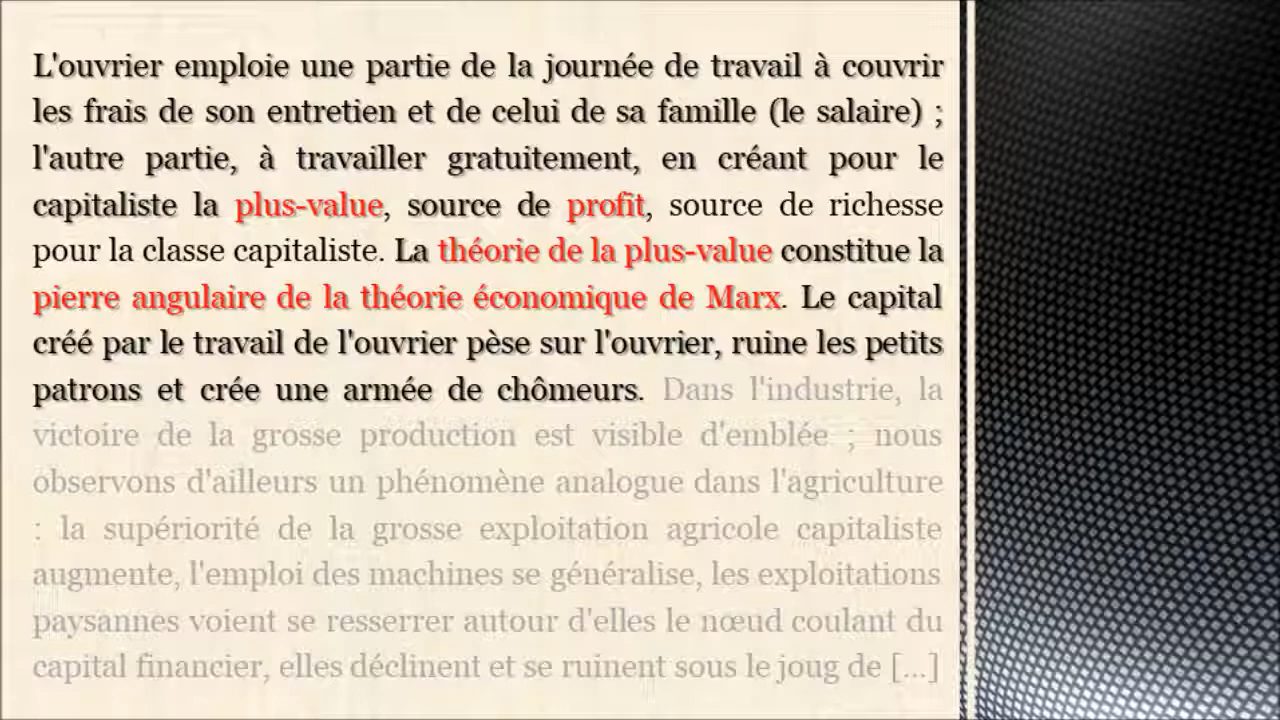 L'ouvrier emploie une partie de la journée de travail à couvrir
les frais de son entretien et de celui de sa famille (le salaire) ;
l'autre partie, à travailler gratuitement, en créant pour le
capitaliste la plus-value, source de profit, source de richesse
pour la classe capitaliste. La théorie de la plus-value constitue la
pierre angulaire de la théorie économique de Marx. Le capital
créé par le travail de l'ouvrier pèse sur l'ouvrier, ruine les petits
patrons et crée une armée de chômeurs. Dans l'industrie, la
victoire de la grosse production est visible d'emblée ; nous
observons d'ailleurs un phénomène analogue dans l'agriculture
: la supériorité de la grosse exploitation agricole capitaliste
augmente, l'emploi des machines se généralise, les exploitations
paysannes voient se resserrer autour d'elles le nœud coulant du
capital financier, elles déclinent et se ruinent sous le joug de [...]